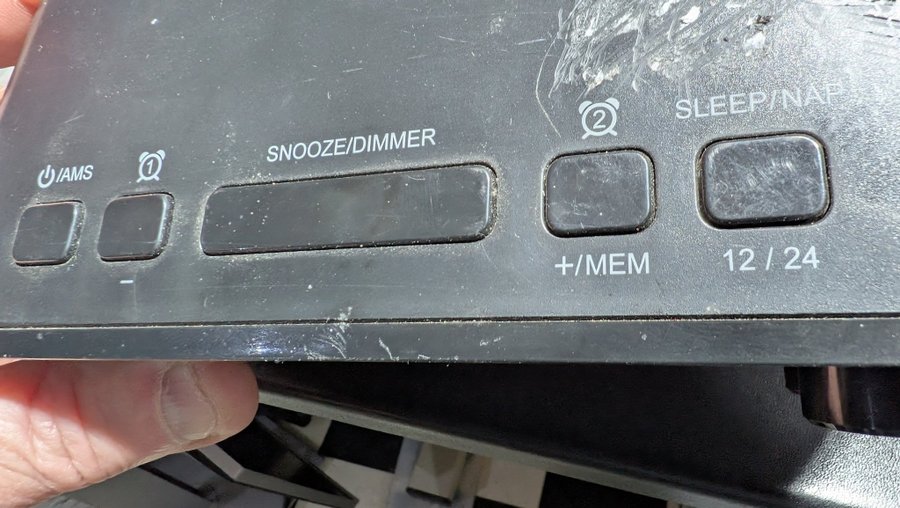 /AMS
1
SNOOZE/DIMMER
2
SLEEP/NAP
-
+/MEM
12 / 24